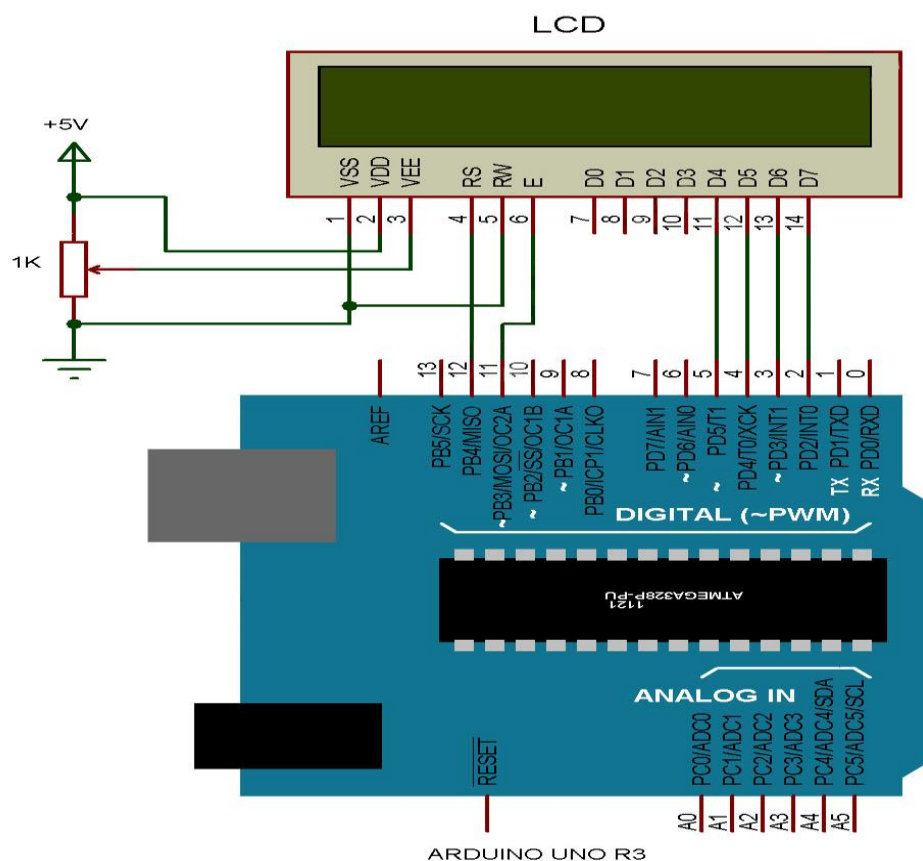 LCD
+5V
1K
VSS
VDD
VEE
RS
RW
E
D0
D1
D2
D3
D4
D5
D6
D7
1
2
3
4
5
6
7
8
9
10
11
12
13
14
13
12
11
10
9
8
7
6
5
4
3
2
1
0
AREF
PB5/SCK
PB4/MISO
~PB3/MOSI/OC2A
~PB2/SS/OC1B
~PB1/OC1A
PB0/ICP1/CLKO
PD7/AIN1
~PD6/AIN0
~PD5/T1
PD4/T0/XCK
~PD3/INT1
PD2/INT0
TX PD1/TXD
RX PD0/RXD
DIGITAL (~PWM)
ATMEGA328P-PU
1121
ANALOG IN
RESET
PC0/ADC0
PC1/ADC1
PC2/ADC2
PC3/ADC3
PC4/ADC4/SDA
PC5/ADC5/SCL
A0
A1
A2
A3
A4
A5
ARDUINO UNO R3